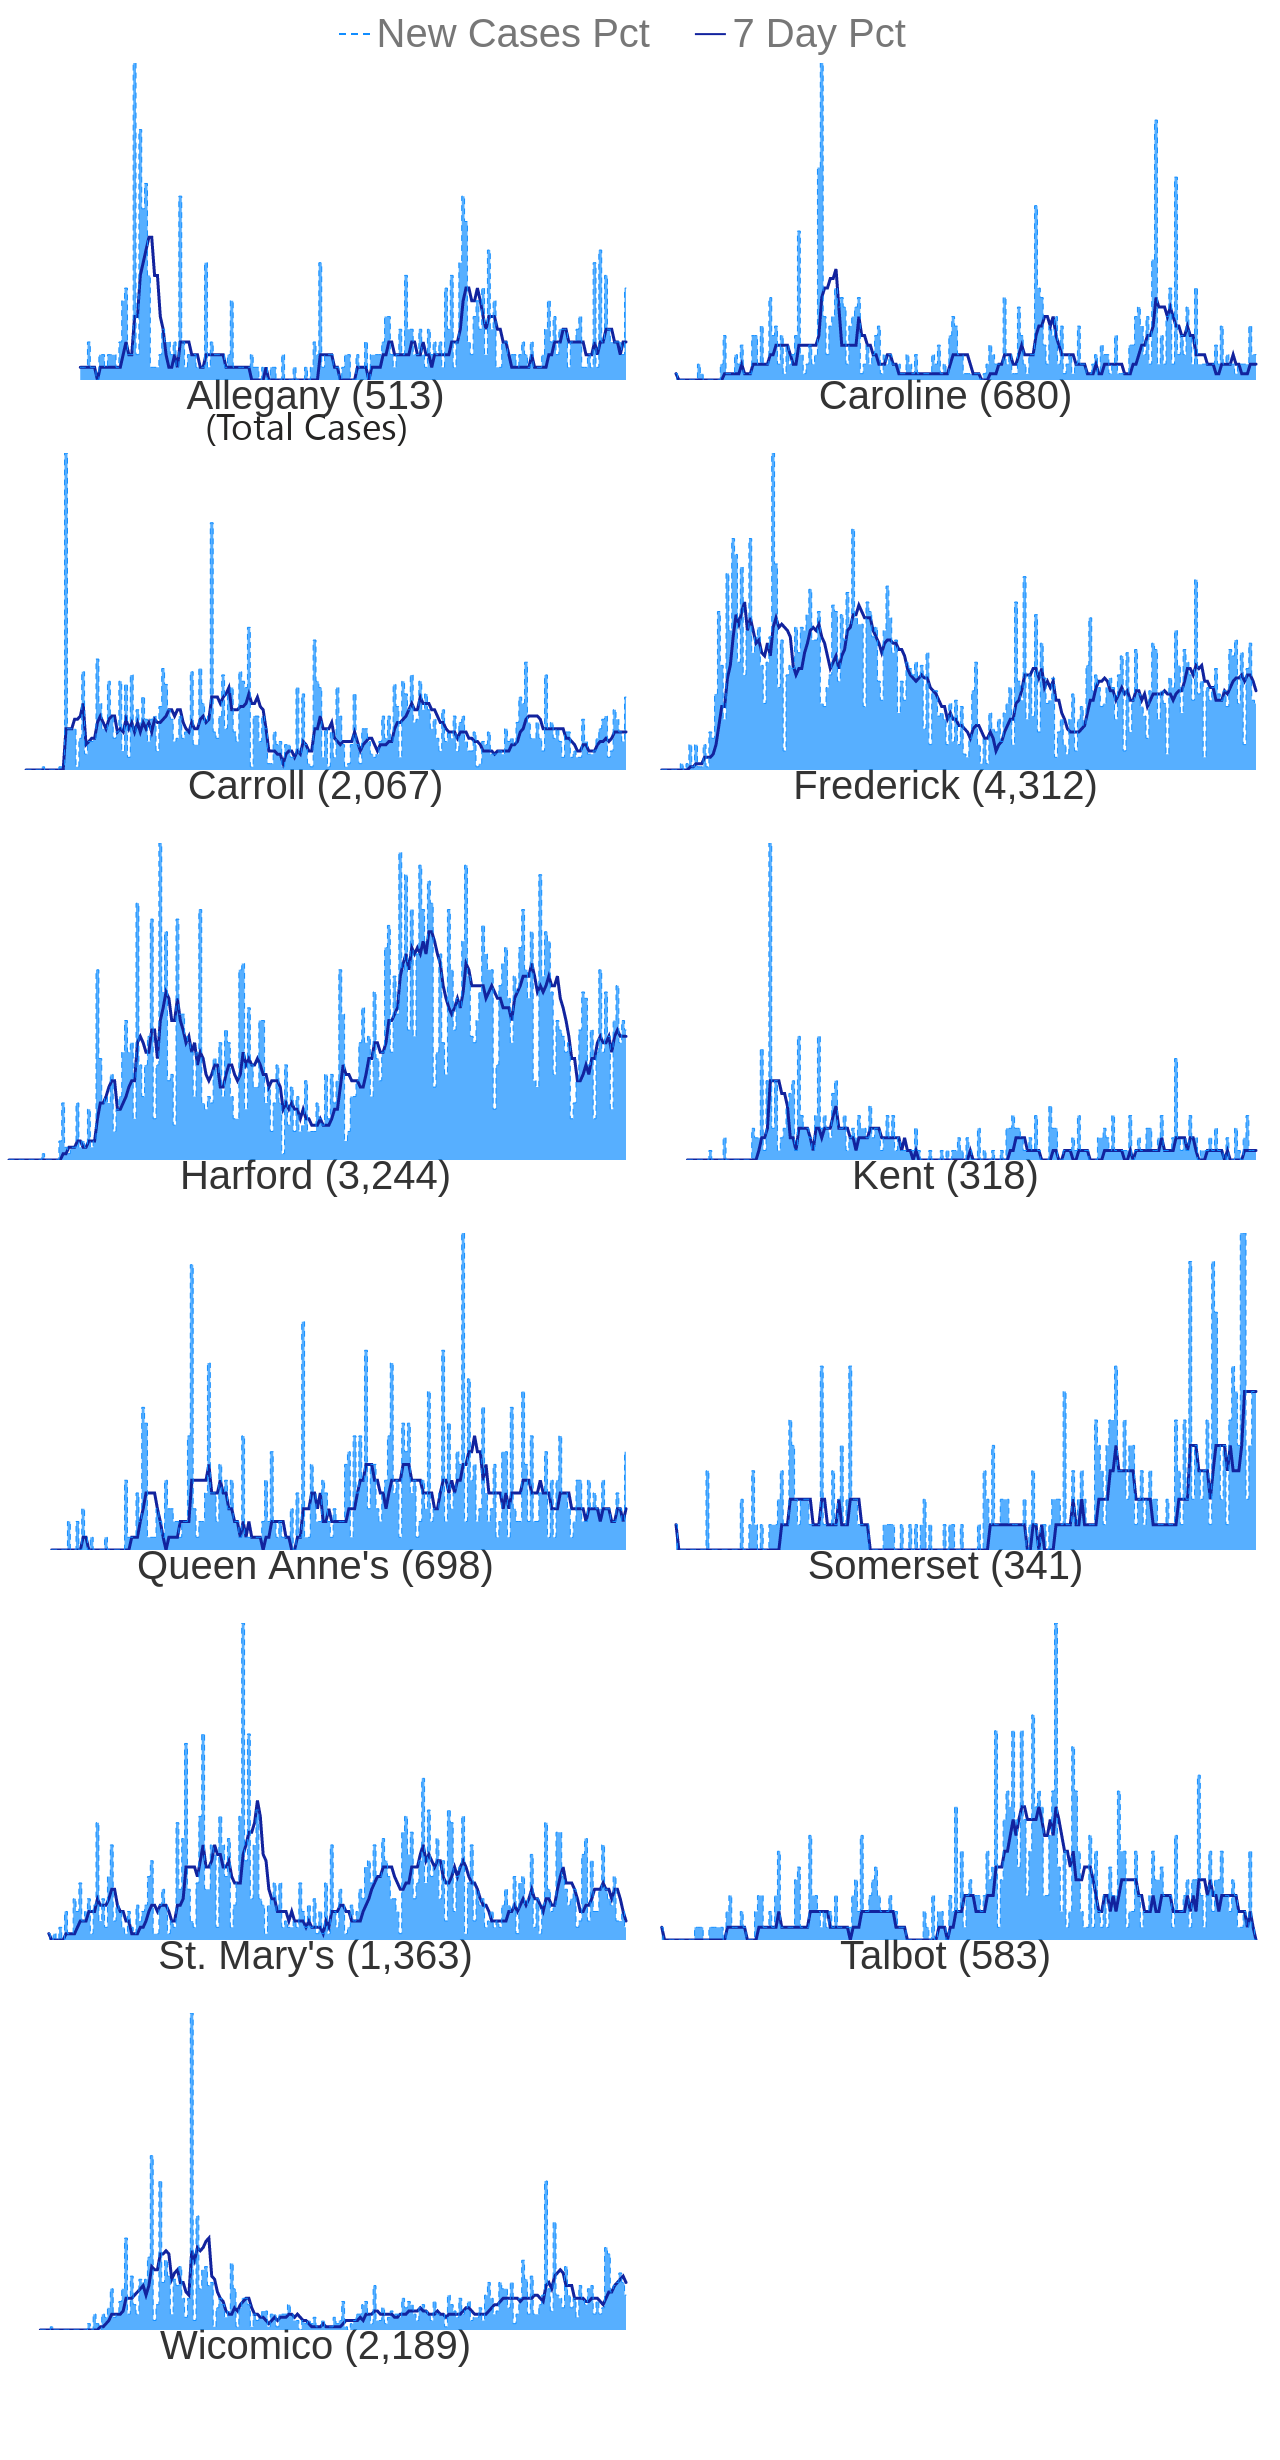 New Cases Pct 7 Day Pct
Allegany (513) Caroline (680)
(Total Cases)
Carroll (2,067) Frederick (4,312)
Harford (3,244) Kent (318)
Queen Anne's (698) Somerset (341)
St. Mary's (1,363) Talbot (583)
Wicomico (2,189)